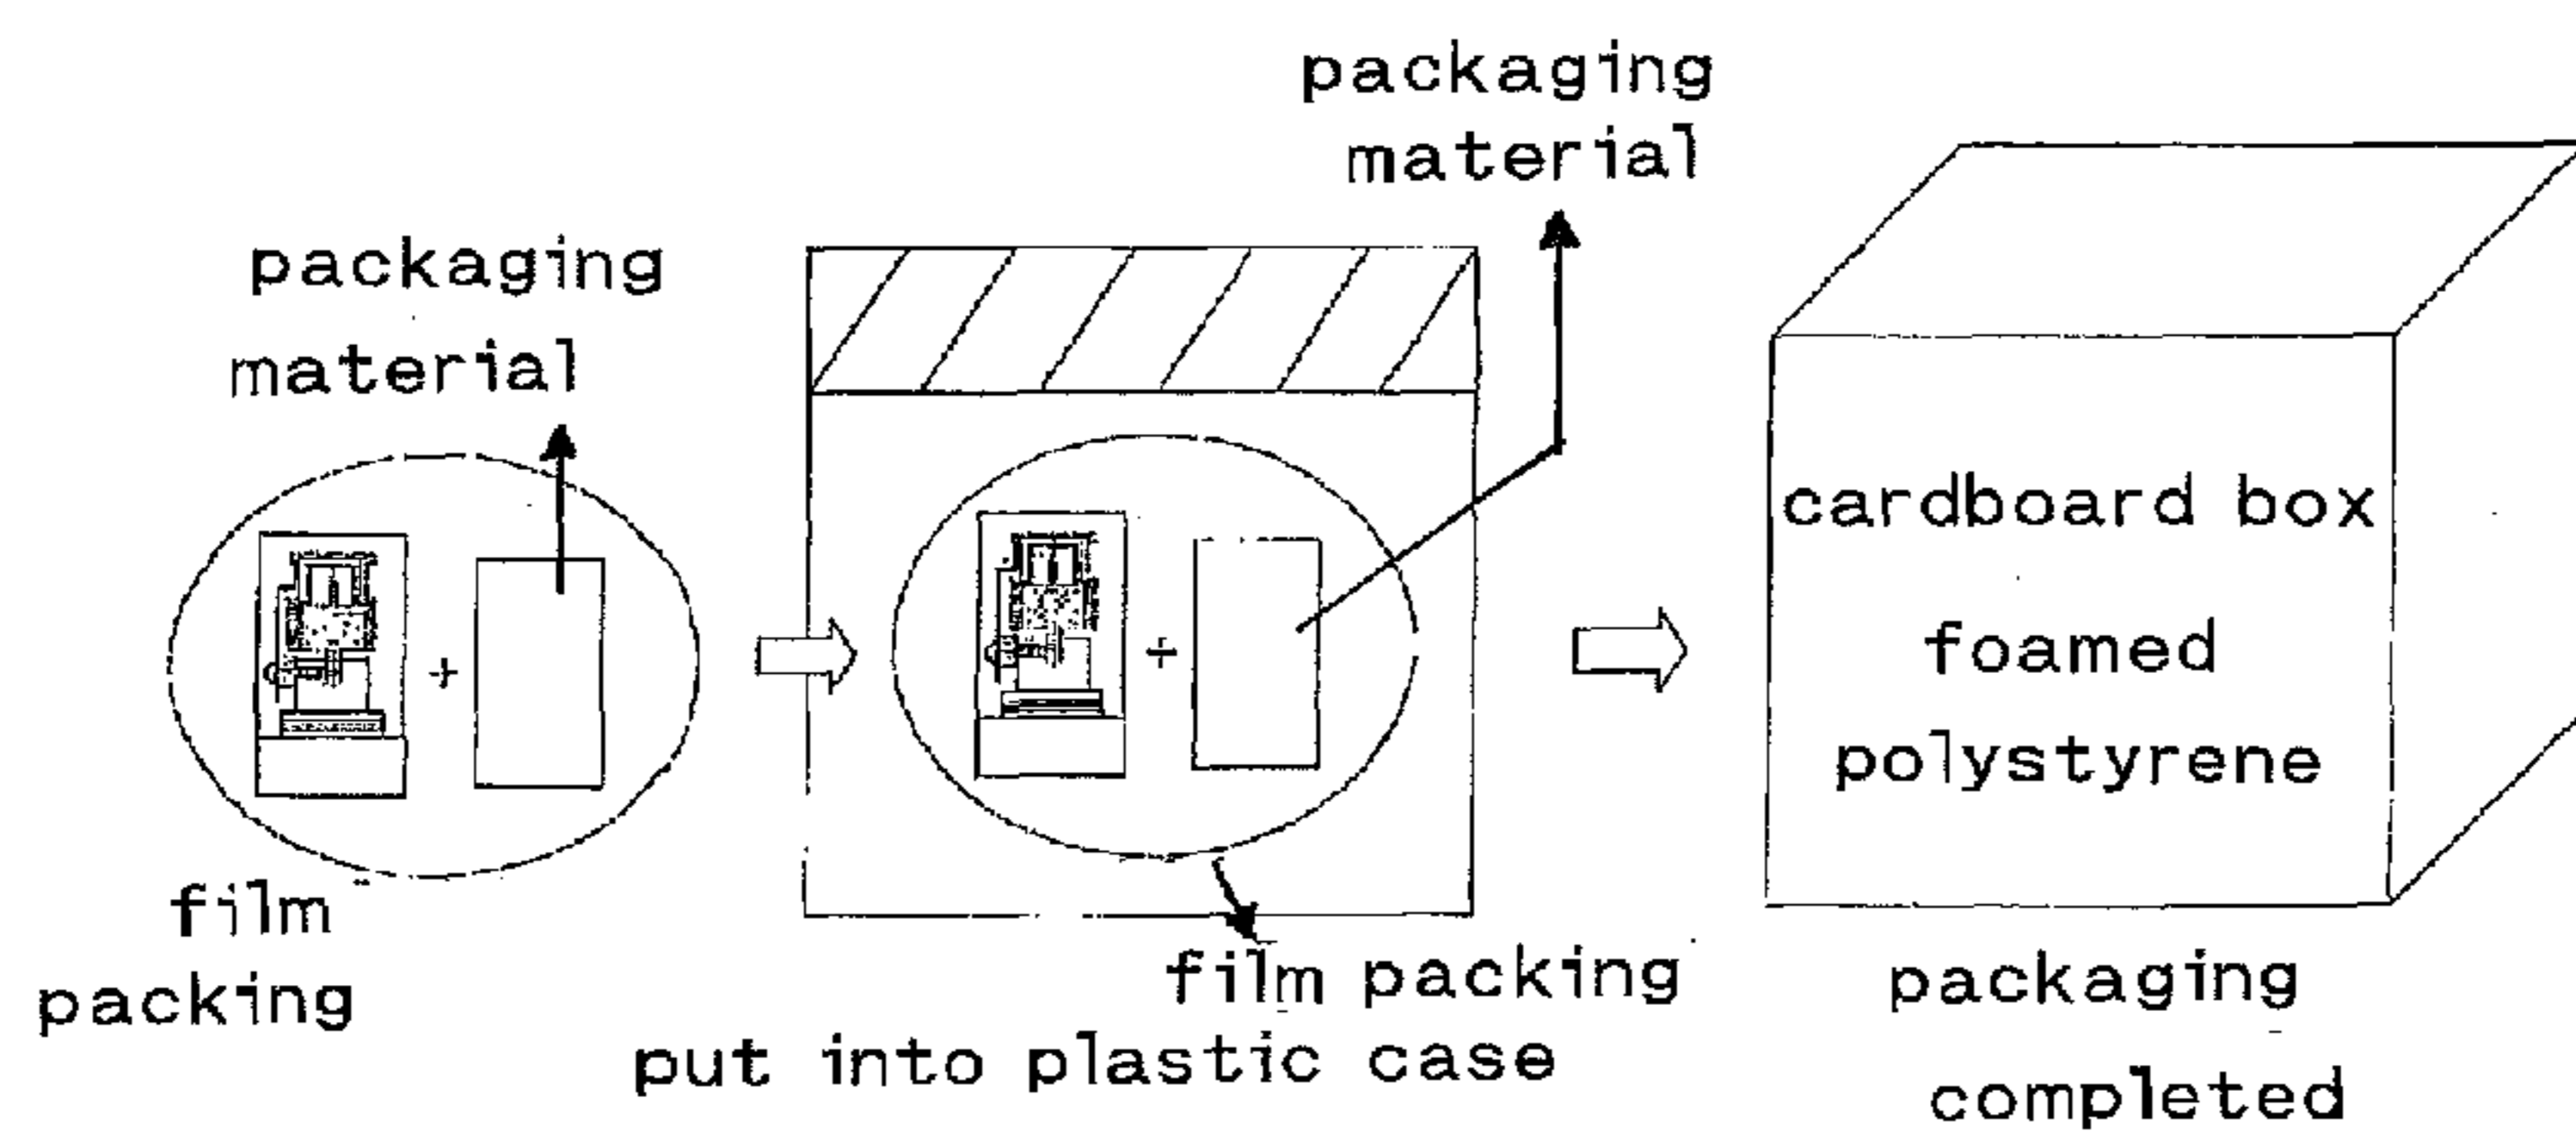 packaging
material
film
packing
packaging
material
film packing
put into plastic case
cardboard box
foamed
polystyrene
packaging
completed